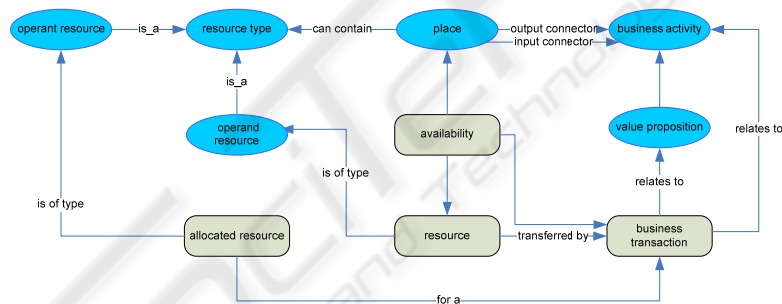 operant resource
is_a
resource type
can contain
place
output connector
input connector
business activity
is_a
operand
resource
availability
value proposition
relates to
is of type
relates to
is of type
allocated resource
resource
transferred by
business
transaction
for a